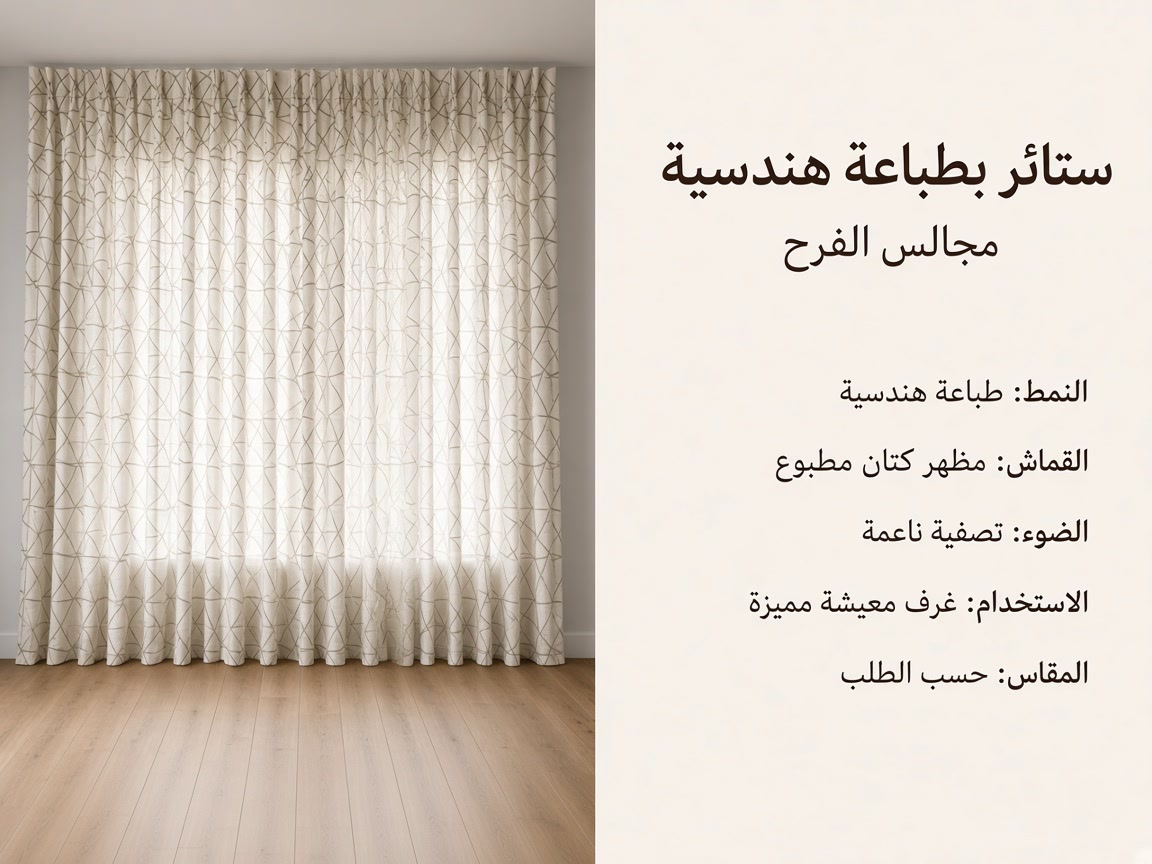 ستائر بطباعة هندسية
مجالس الفرح
النمط: طباعة هندسية
القماش: مظهر كتان مطبوع
الضوء: تصفية ناعمة
الاستخدام: غرف معيشة مميزة
المقاس: حسب الطلب